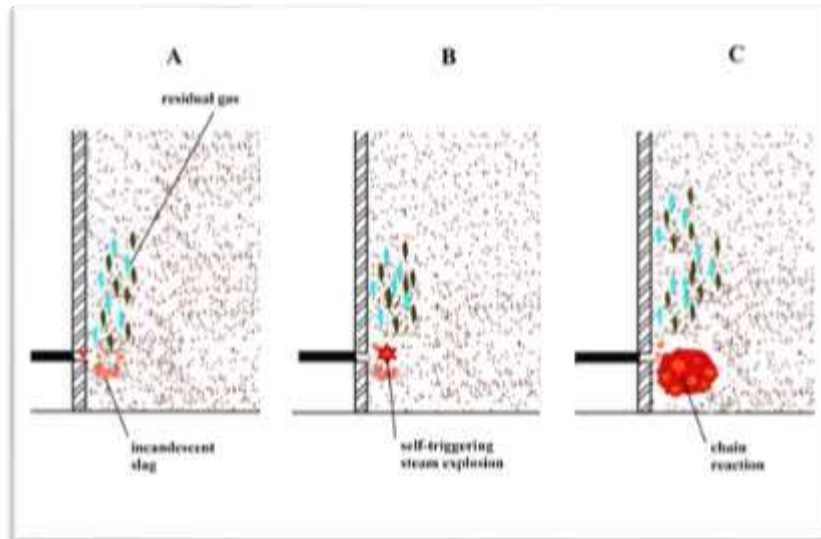 A
B
C
residual gas
incandescent
slag
self-triggering
steam explosion
chain
reaction